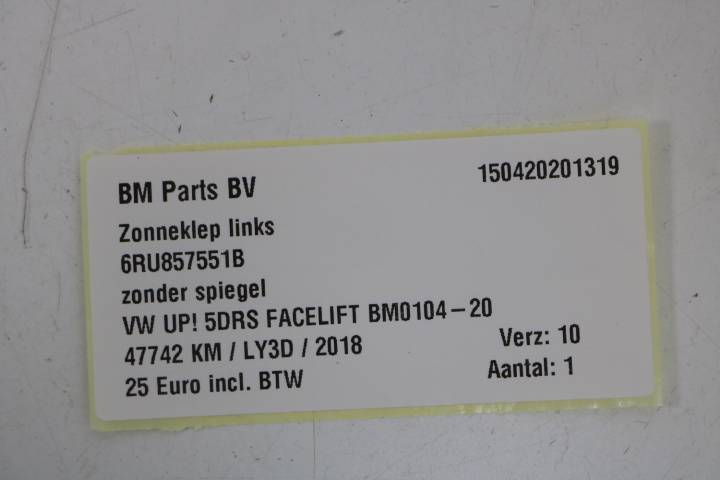 BM Parts BV 150420201319
Zonneklep links
6RU857551B
zonder spiegel
VW UP! 5DRS FACELIFT BM0104-20
47742 KM / LY3D / 2018 Verz: 10
25 Euro incl. BTW Aantal: 1